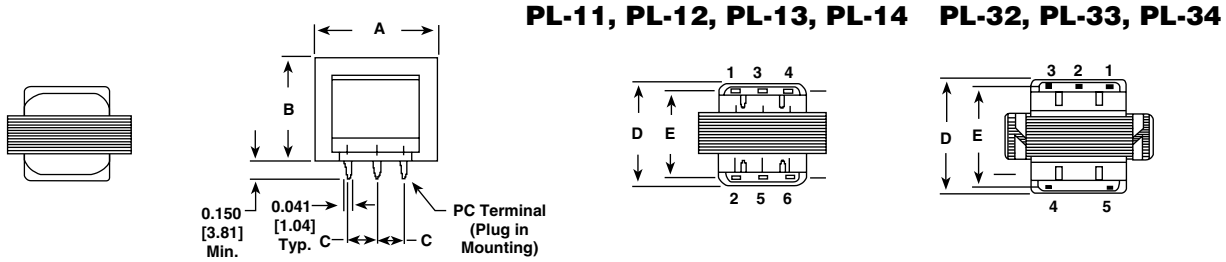 PL-11, PL-12, PL-13, PL-14 PL-32, PL-33, PL-34
A
B
0.150
[3.81]
Min.
0.041
[1.04]
Typ.
C
C
PC Terminal
(Plug in
Mounting)
1 3 4
D
E
2 5 6
3 2 1
D
E
4 5